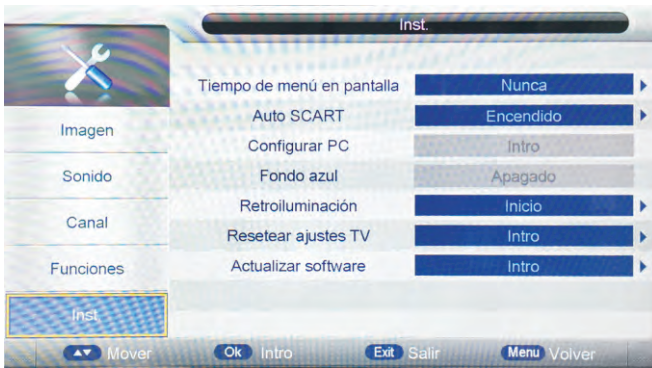 Inst.
Tiempo de menú en pantalla Nunca
Auto SCART Encendido
Configurar PC Intro
Fondo azul Apagado
Retroiluminación Inicio
Resetear ajustes TV Intro
Actualizar software Intro
Imagen
Sonido
Canal
Funciones
Inst
Mover Ok Intro Exit Salir Menu Volver